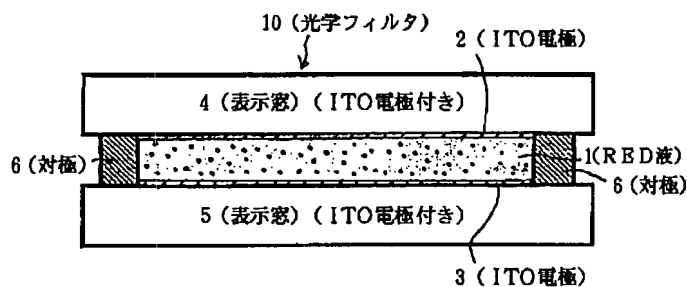 10（光学フィルタ）
2（ＩＴＯ電極）
4（表示窓）（ＩＴＯ電極付き）
6（対極）
1（ＲＥＤ液）
6（対極）
5（表示窓）（ＩＴＯ電極付き）
3（ＩＴＯ電極）